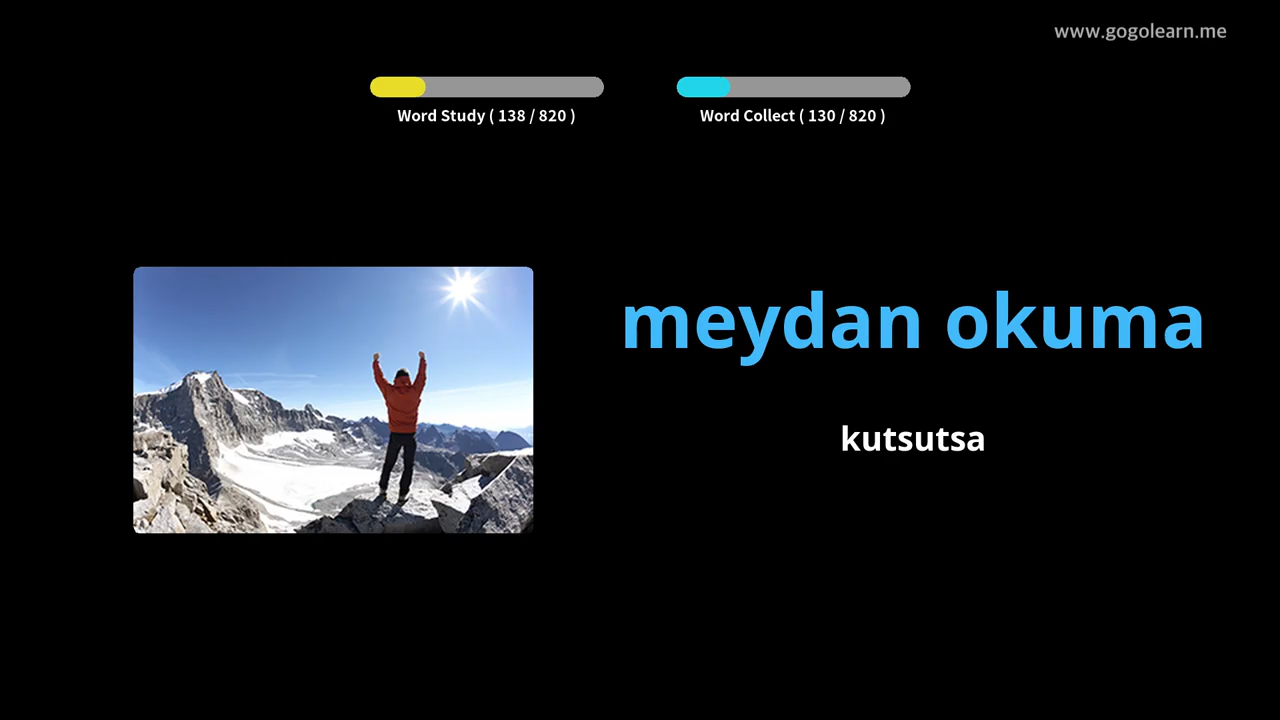 www.gogolearn.me
Word Study ( 138 / 820 )
Word Collect ( 130 / 820 )
meydan okuma
kutsutsa